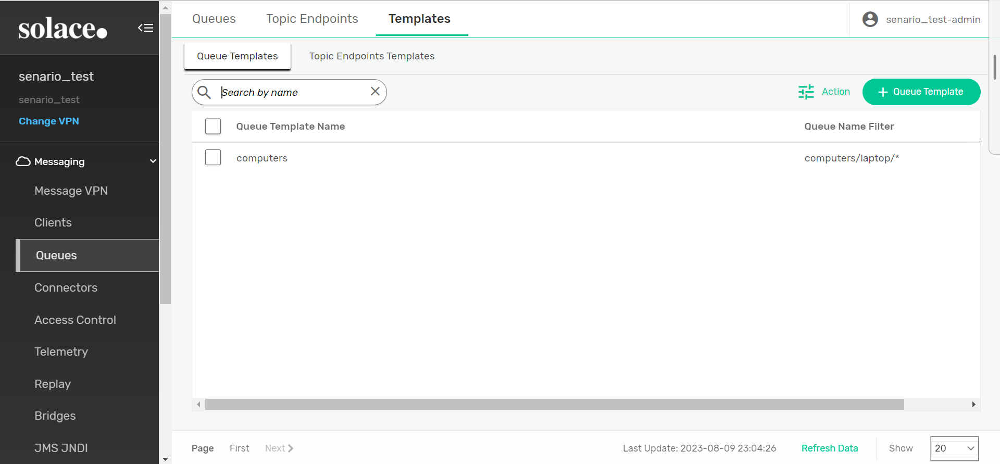 solace.
senario_test
senario_test
Change VPN
Messaging
Message VPN
Clients
Queues
Connectors
Access Control
Telemetry
Replay
Bridges
JMS JNDI
Queues Topic Endpoints Templates
senario_test-admin
Queue Templates Topic Endpoints Templates
Search by name
Action
+ Queue Template
Queue Template Name Queue Name Filter
computers computers/laptop/*
Page First Next
Last Update: 2023-08-09 23:04:26 Refresh Data Show 20